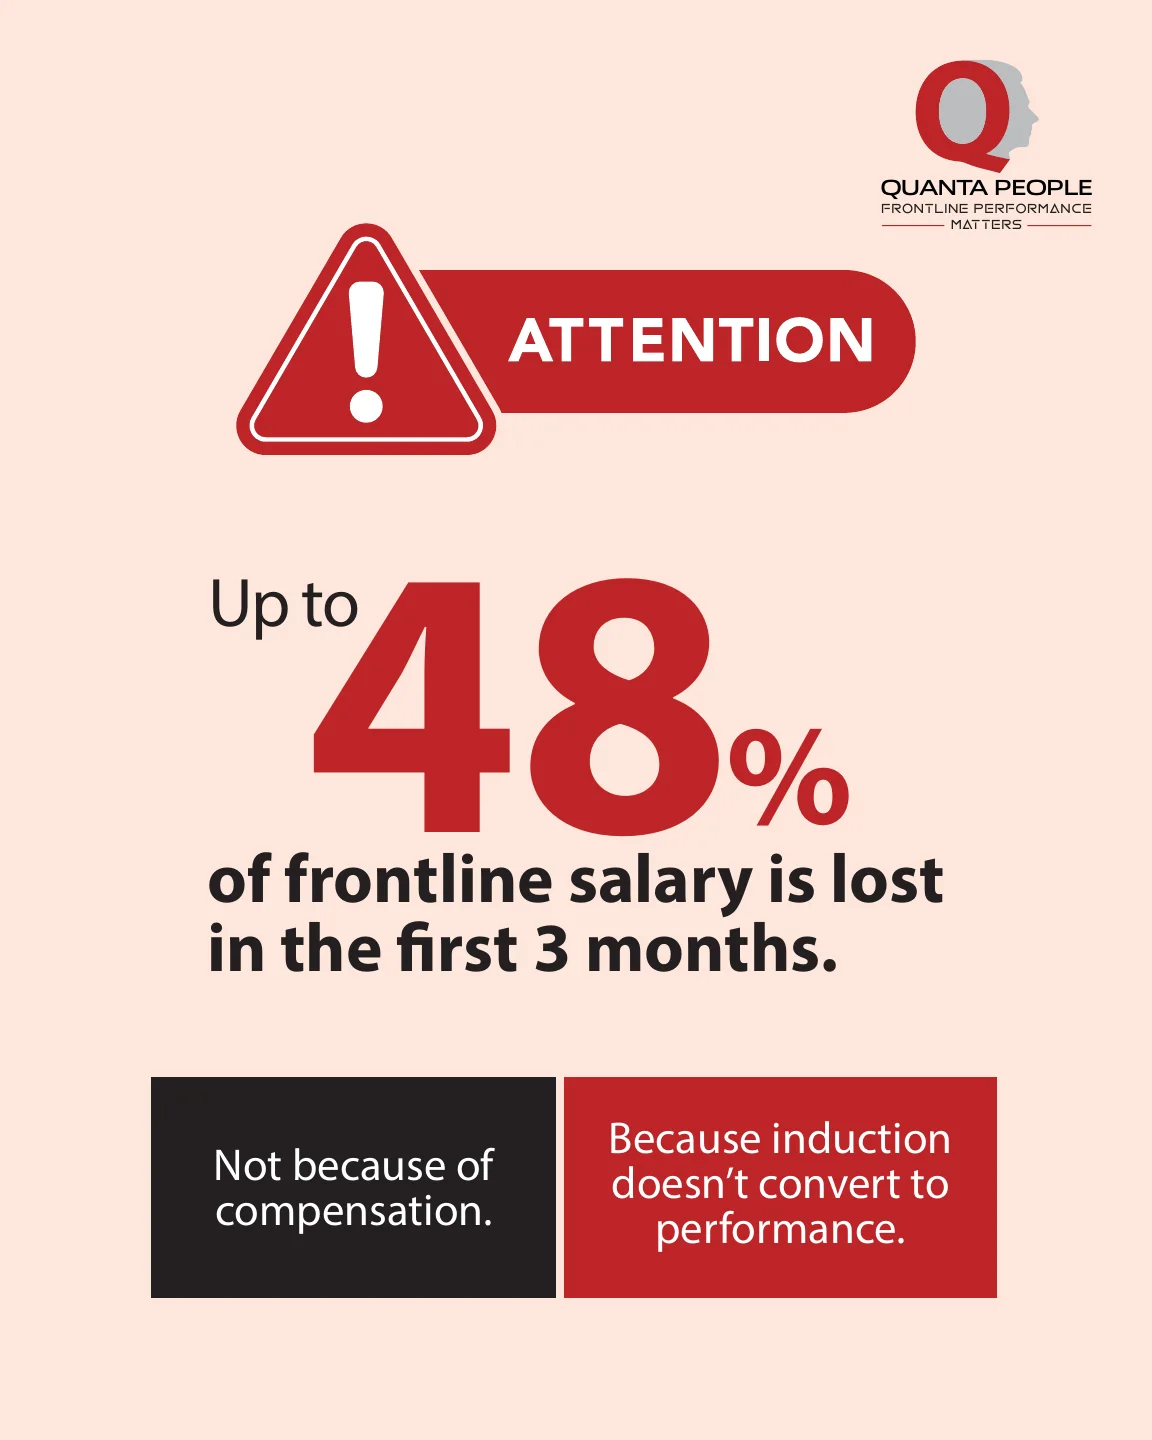 QUANTA PEOPLE
FRONTLINE PERFORMANCE
MATTERS
ATTENTION
Up to
48%
of frontline salary is lost
in the first 3 months.
Not because of
compensation.
Because induction
doesn't convert to
performance.